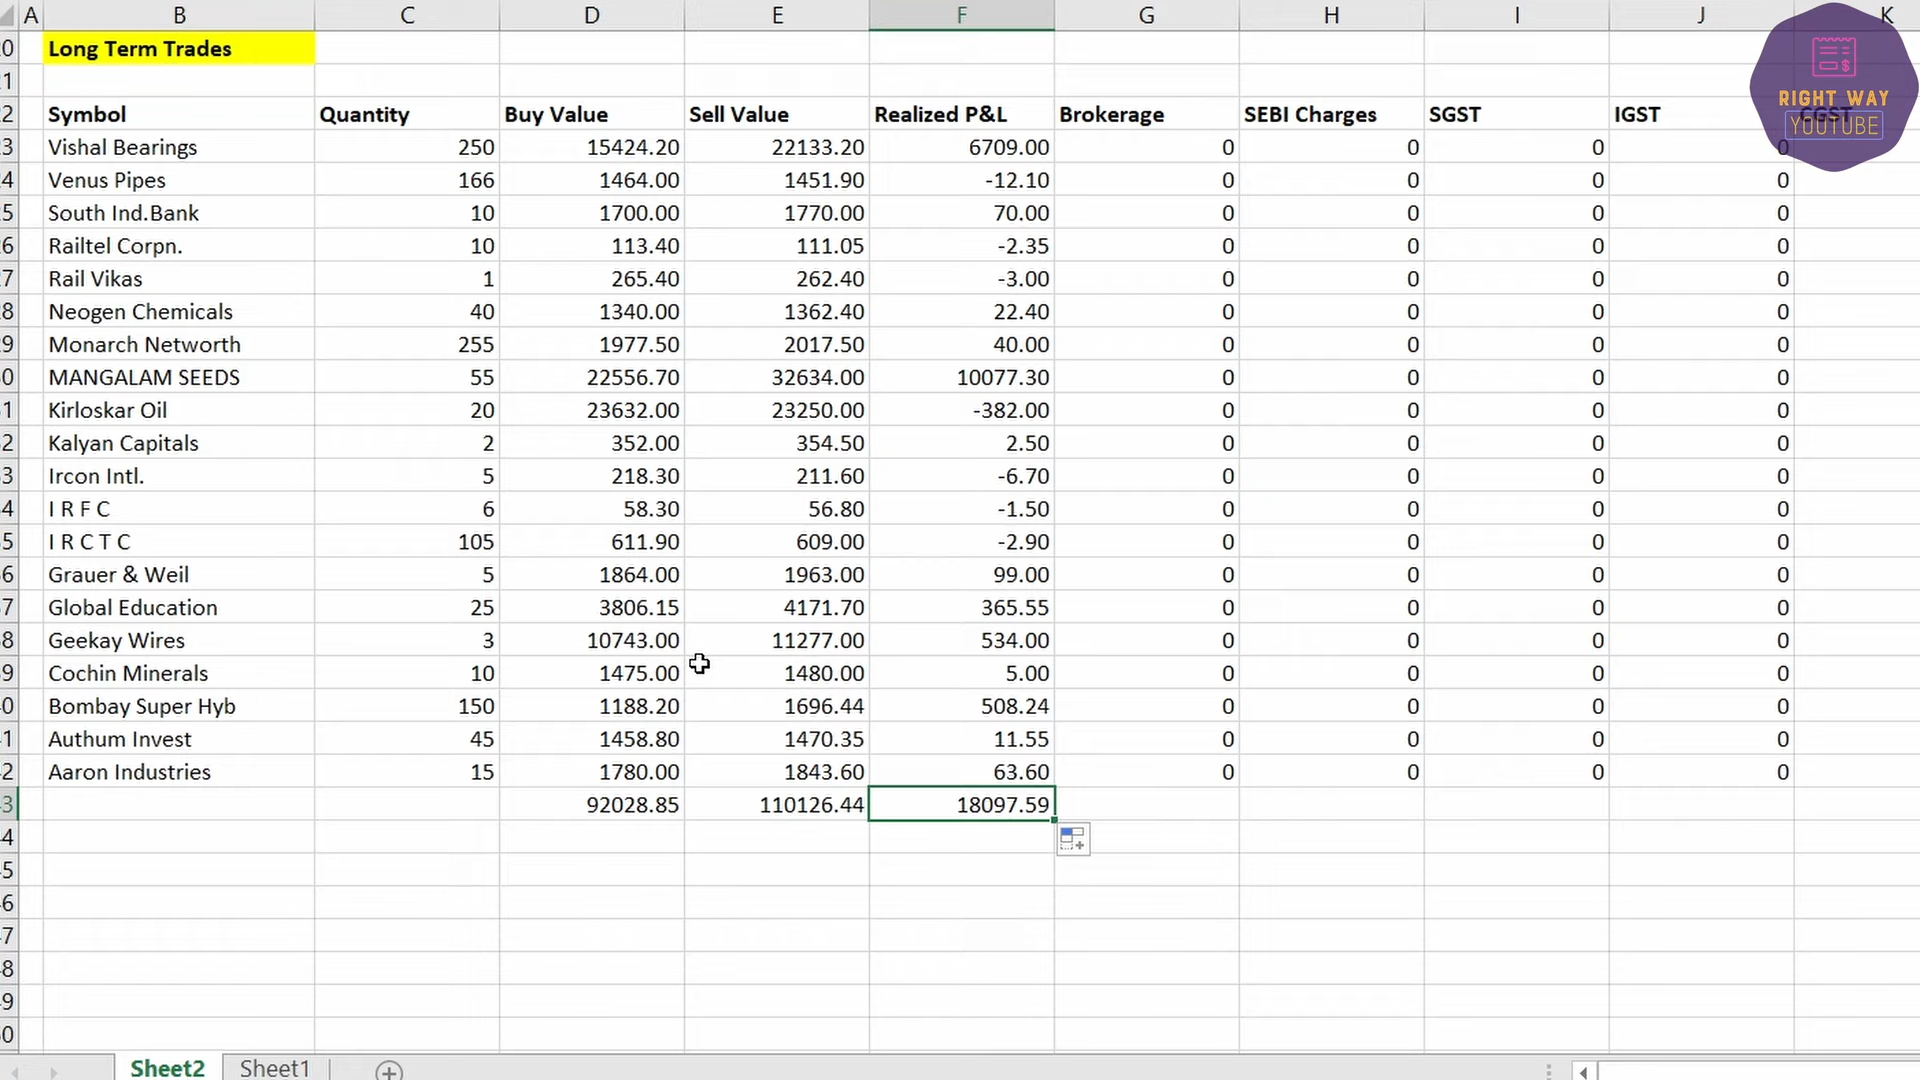 A B C D E F G H I J K
0 Long Term Trades
1
2 Symbol Quantity Buy Value Sell Value Realized P&L Brokerage SEBI Charges SGST IGST CGST
3 Vishal Bearings 250 15424.20 22133.20 6709.00 0 0 0 0
4 Venus Pipes 166 1464.00 1451.90 -12.10 0 0 0 0
5 South Ind.Bank 10 1700.00 1770.00 70.00 0 0 0 0
6 Railtel Corpn. 10 113.40 111.05 -2.35 0 0 0 0
7 Rail Vikas 1 265.40 262.40 -3.00 0 0 0 0
8 Neogen Chemicals 40 1340.00 1362.40 22.40 0 0 0 0
9 Monarch Networth 255 1977.50 2017.50 40.00 0 0 0 0
0 MANGALAM SEEDS 55 22556.70 32634.00 10077.30 0 0 0 0
1 Kirloskar Oil 20 23632.00 23250.00 -382.00 0 0 0 0
2 Kalyan Capitals 2 352.00 354.50 2.50 0 0 0 0
3 Ircon Intl. 5 218.30 211.60 -6.70 0 0 0 0
4 I R F C 6 58.30 56.80 -1.50 0 0 0 0
5 I R C T C 105 611.90 609.00 -2.90 0 0 0 0
6 Grauer & Weil 5 1864.00 1963.00 99.00 0 0 0 0
7 Global Education 25 3806.15 4171.70 365.55 0 0 0 0
8 Geekay Wires 3 10743.00 11277.00 534.00 0 0 0 0
9 Cochin Minerals 10 1475.00 1480.00 5.00 0 0 0 0
0 Bombay Super Hyb 150 1188.20 1696.44 508.24 0 0 0 0
1 Authum Invest 45 1458.80 1470.35 11.55 0 0 0 0
2 Aaron Industries 15 1780.00 1843.60 63.60 0 0 0 0
3 92028.85 110126.44 18097.59
4
5
6
7
8
9
0
Sheet2 Sheet1
RIGHT WAY
YOUTUBE